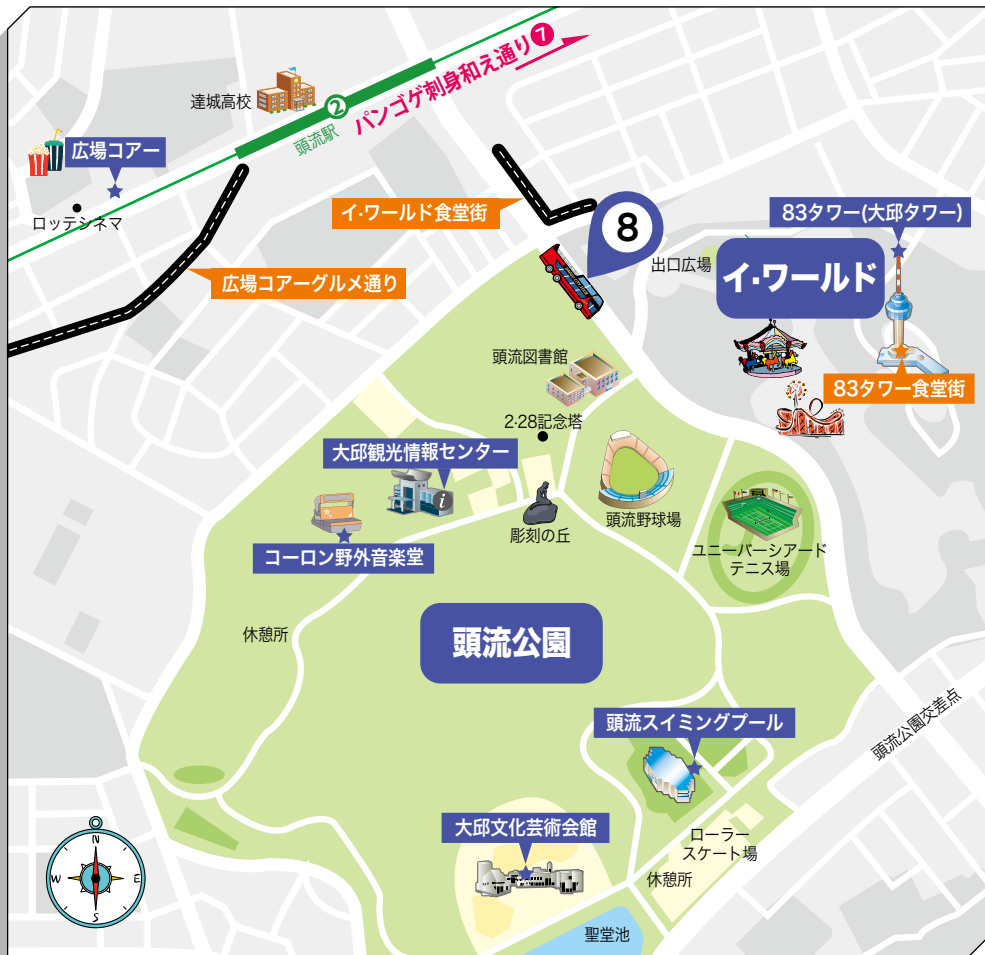 パンゴゲ刺身和え通り7
達城高校
2
頭流駅
広場コアー
ロッテシネマ
イ·ワールド食堂街
8
83タワー(大邱タワー)
出口広場
イ·ワールド
広場コアーグルメ通り
頭流図書館
83タワー食堂街
2·28記念塔
大邱観光情報センター
i
頭流野球場
彫刻の丘
コーロン野外音楽堂
ユニーバーシアード
テニス場
休憩所
頭流公園
頭流公園交差点
頭流スイミングプール
大邱文化芸術会館
ローラー
スケート場
休憩所
聖堂池
N
W
E
S